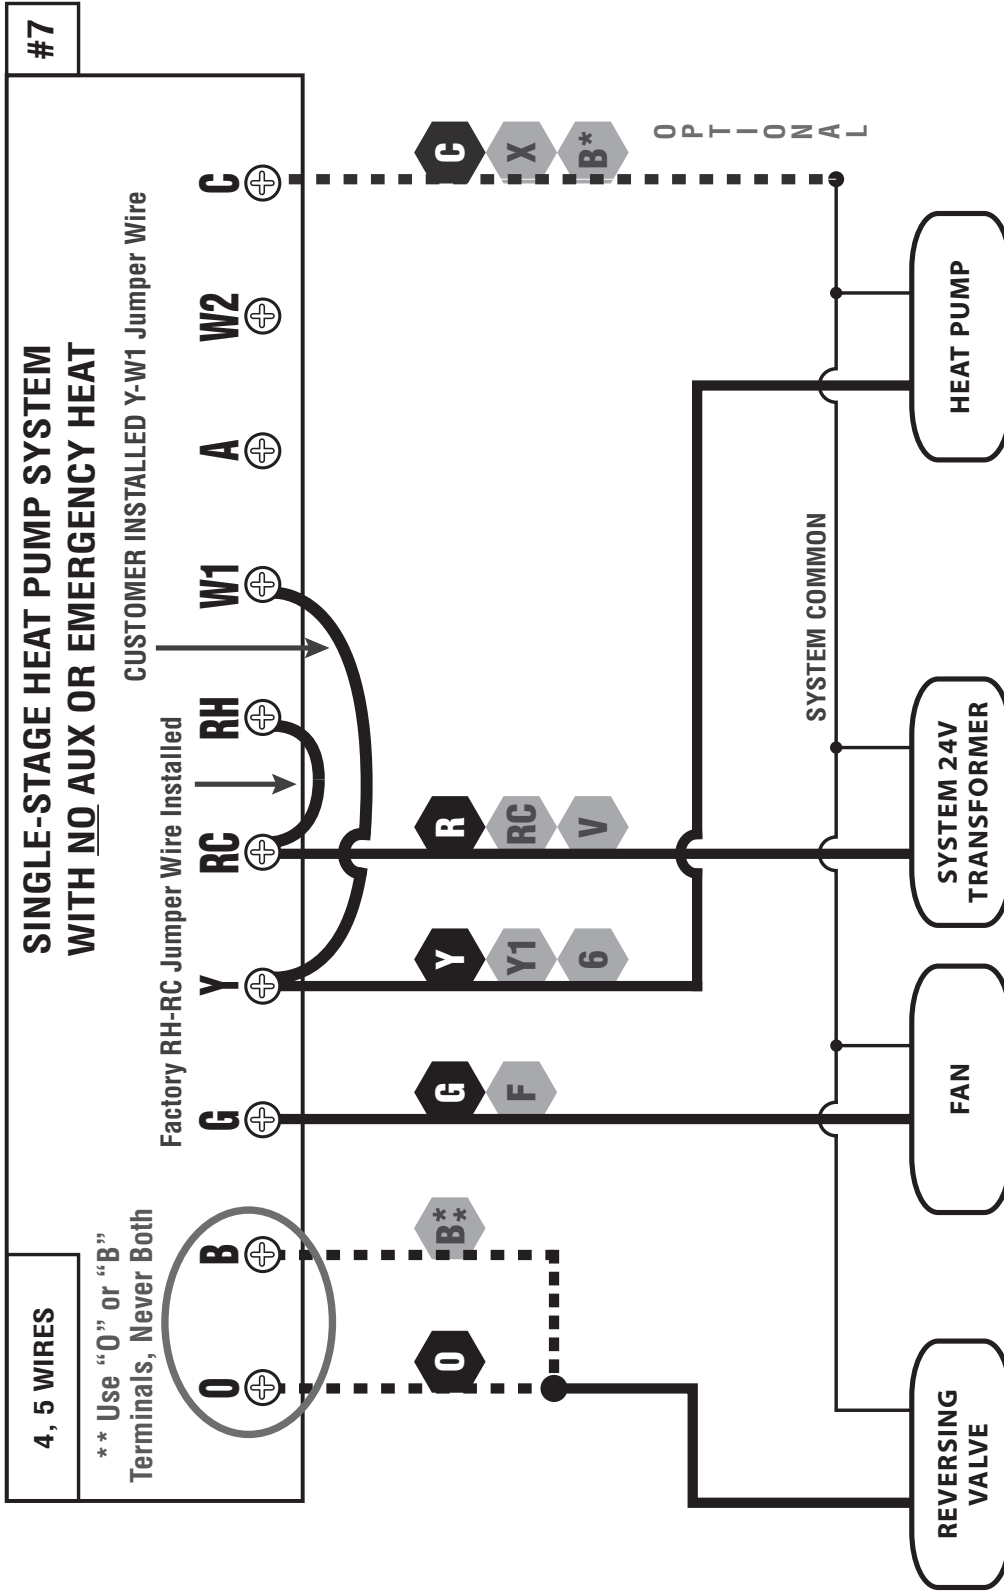 4, 5 WIRES
#7
SINGLE-STAGE HEAT PUMP SYSTEM
WITH NO AUX OR EMERGENCY HEAT
** Use “O” or “B”
Terminals, Never Both
CUSTOMER INSTALLED Y-W1 Jumper Wire
Factory RH-RC Jumper Wire Installed
O B G Y RC RH W1 A W2 C
O B* G Y R C
F Y1 RC X
6 V B*
OPTIONAL
SYSTEM COMMON
REVERSING
VALVE
FAN
SYSTEM 24V
TRANSFORMER
HEAT PUMP